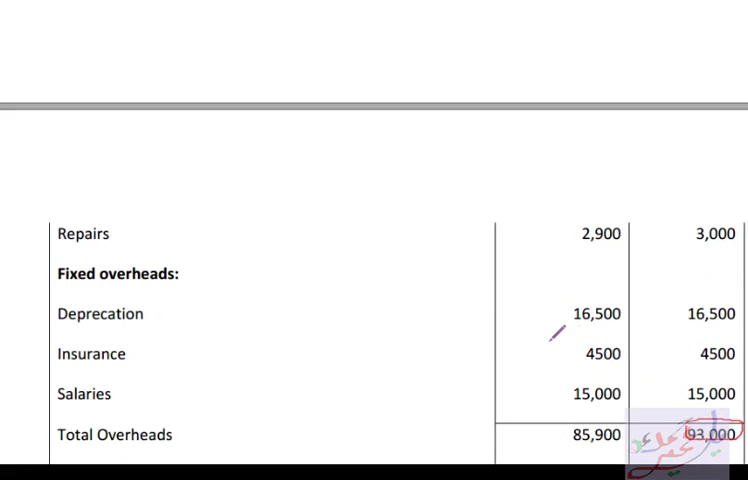 Repairs 2,900 3,000
Fixed overheads:
Deprecation 16,500 16,500
Insurance 4500 4500
Salaries 15,000 15,000
Total Overheads 85,900 93,000